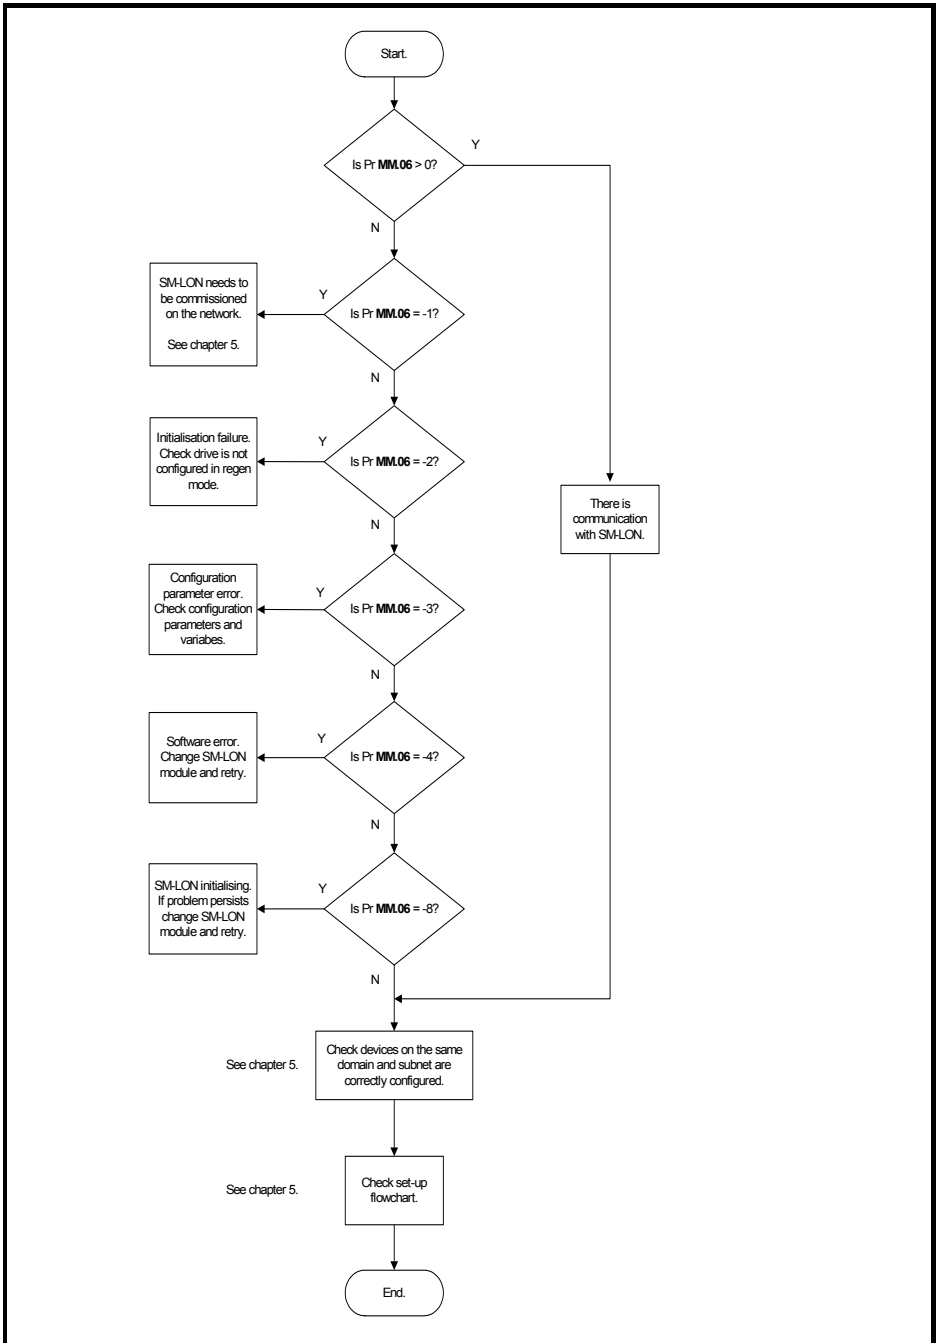 Start.
Is Pr MM.06 > 0?
Y
N
SM-LON needs to
be commissioned
on the network.
See chapter 5.
Y
Is Pr MM.06 = -1?
N
Initialisation failure.
Check drive is not
configured in regen
mode.
Y
Is Pr MM.06 = -2?
N
There is
communication
with SM-LON.
Configuration
parameter error.
Check configuration
parameters and
variabes.
Y
Is Pr MM.06 = -3?
N
Software error.
Change SM-LON
module and retry.
Y
Is Pr MM.06 = -4?
N
SM-LON initialising.
If problem persists
change SM-LON
module and retry.
Y
Is Pr MM.06 = -8?
N
See chapter 5.
Check devices on the same
domain and subnet are
correctly configured.
See chapter 5.
Check set-up
flowchart.
End.